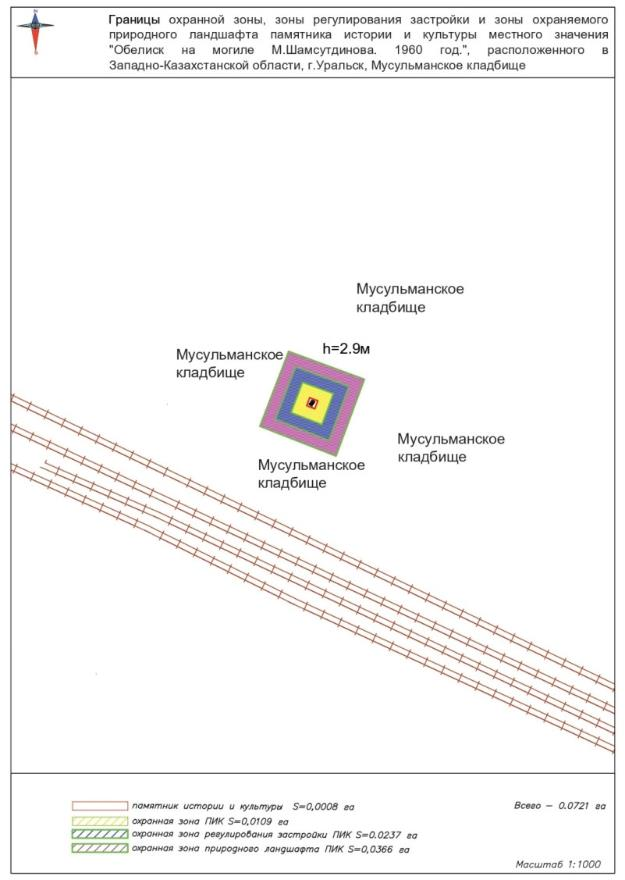 Границы охранной зоны, зоны регулирования застройки и зоны охраняемого
природного ландшафта памятника истории и культуры местного значения
"Обелиск на могиле М.Шамсутдинова. 1960 год.", расположенного в
Западно-Казахстанской области, г.Уральск, Мусульманское кладбище
Мусульманское
кладбище
h=2.9м
Мусульманское
кладбище
Мусульманское
кладбище
Мусульманское
кладбище
памятник истории и культуры S=0,0008 га
Всего – 0.0721 га
охранная зона ПИК S=0,0109 га
охранная зона регулирования застройки ПИК S=0.0237 га
охранная зона природного ландшафта ПИК S=0,0366 га
Масштаб 1:1000